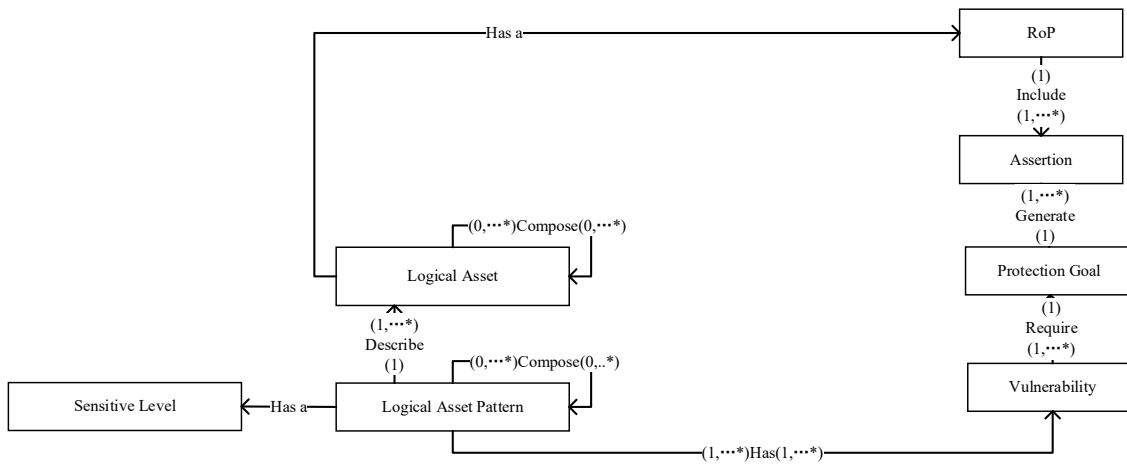 Has a
RoP
(1)
Include
(1,⋯*)
Assertion
(1,⋯*)
Generate
(1)
(0,⋯*)Compose(0,⋯*)
Logical Asset
Protection Goal
(1,⋯*)
Describe
(1)
(1)
Require
(1,⋯*)
(0,⋯*)Compose(0,..*)
Sensitive Level
Has a
Logical Asset Pattern
Vulnerability
(1,⋯*)Has(1,⋯*)